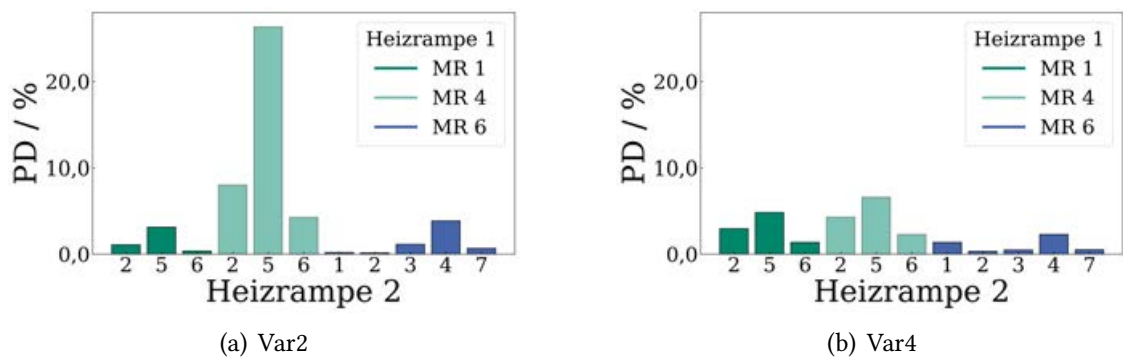 PD / %
20,0
10,0
0,0
Heizrampe 1
MR 1
MR 4
MR 6
2 5 6 2 5 6 1 2 3 4 7
Heizrampe 2
(a) Var2
PD / %
20,0
10,0
0,0
Heizrampe 1
MR 1
MR 4
MR 6
2 5 6 2 5 6 1 2 3 4 7
Heizrampe 2
(b) Var4